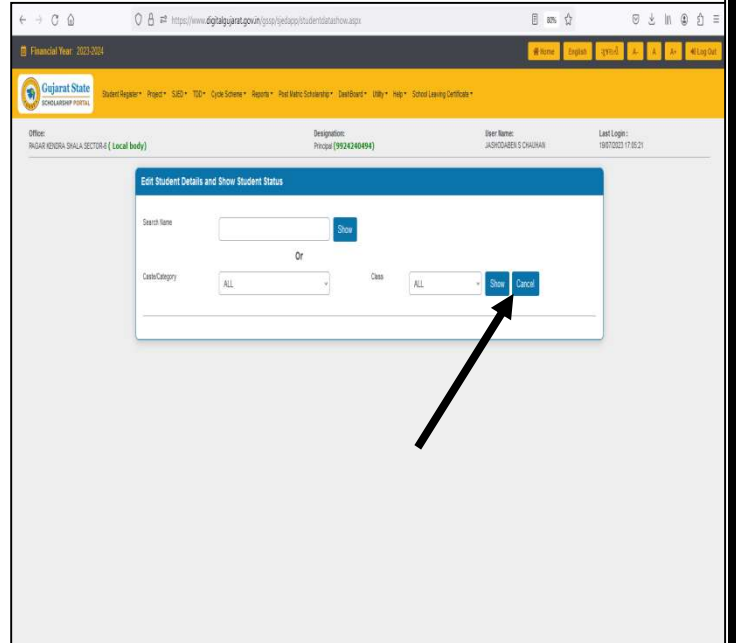 https://www.digitalgujarat.gov.in/gssp/sjedapp/studentdatashow.aspx 80%
Financial Year 2023-2024 Home English ગુજરાતી A- A A+ Log Out
Gujarat State
SCHOLARSHIP PORTAL
Student Register Project SJED TDD Cycle Scheme Reports Post Matric Scholarship DashBoard Utility Help School Leaving Certificate
Office: Designation: User Name: Last Login :
PAGAR KENDRA SHALA SECTOR-6 ( Local body) Principal (9924240494) JASHODABEN S CHAUHAN 19/07/2023 17:05:21
Edit Student Details and Show Student Status
Search Name Show
Or
Caste/Category ALL Class ALL Show Cancel